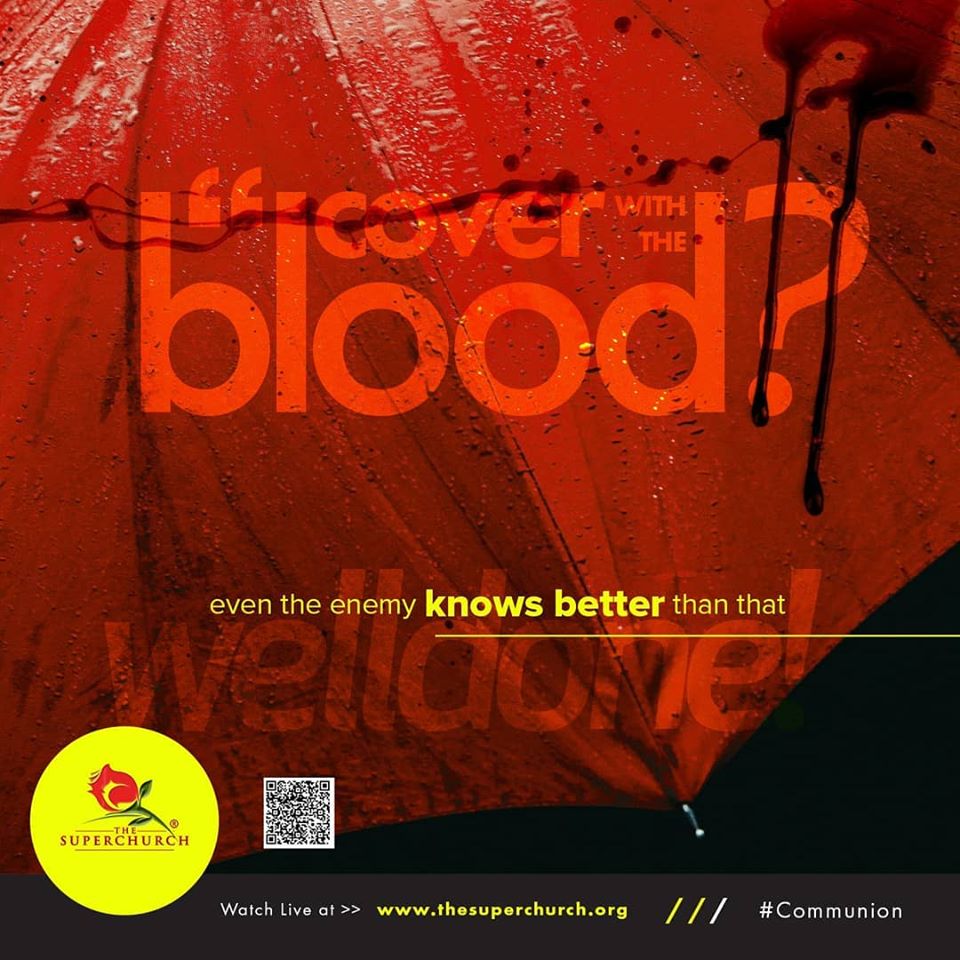 “cover WITH
THE
blood?
welldone!
even the enemy knows better than that
THE
SUPERCHURCH®
Watch Live at >> www.thesuperchurch.org /// #Communion